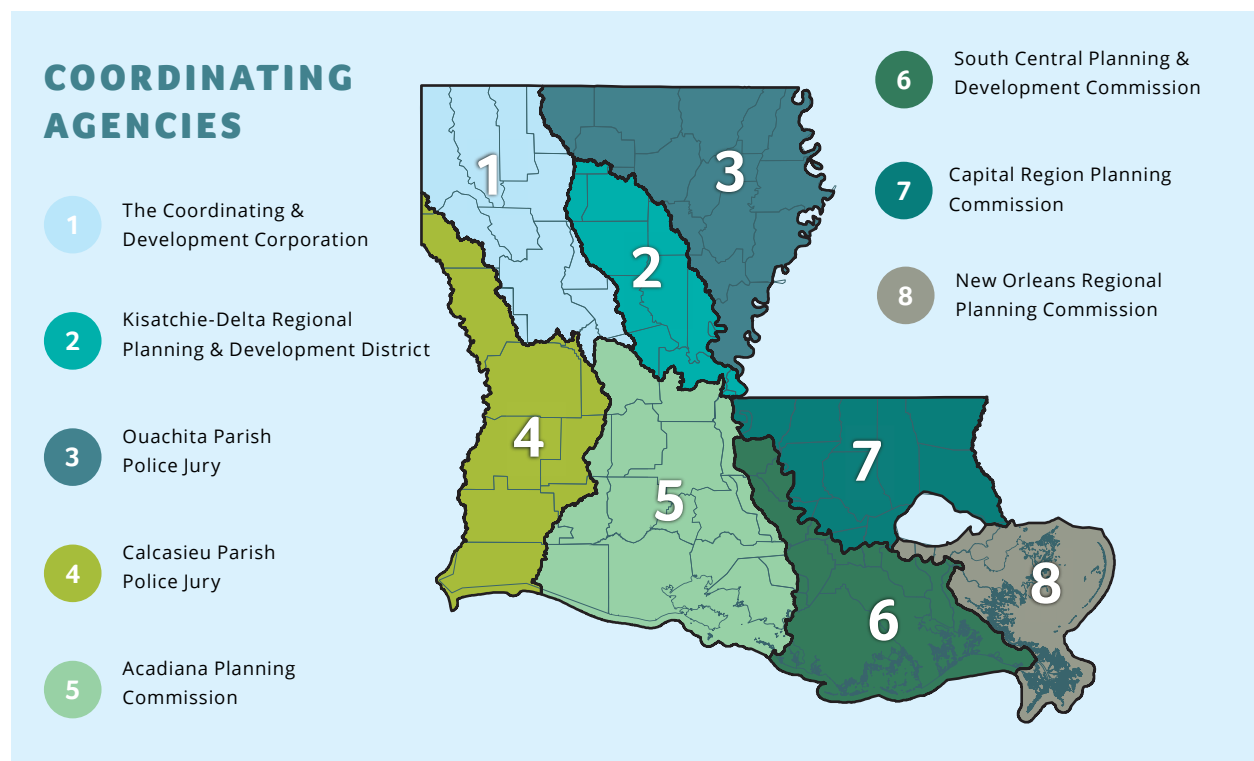 COORDINATING
AGENCIES
1
The Coordinating &
Development Corporation
2
Kisatchie-Delta Regional
Planning & Development District
3
Ouachita Parish
Police Jury
4
Calcasieu Parish
Police Jury
5
Acadiana Planning
Commission
6
South Central Planning &
Development Commission
7
Capital Region Planning
Commission
8
New Orleans Regional
Planning Commission
1
3
2
4
7
5
8
6